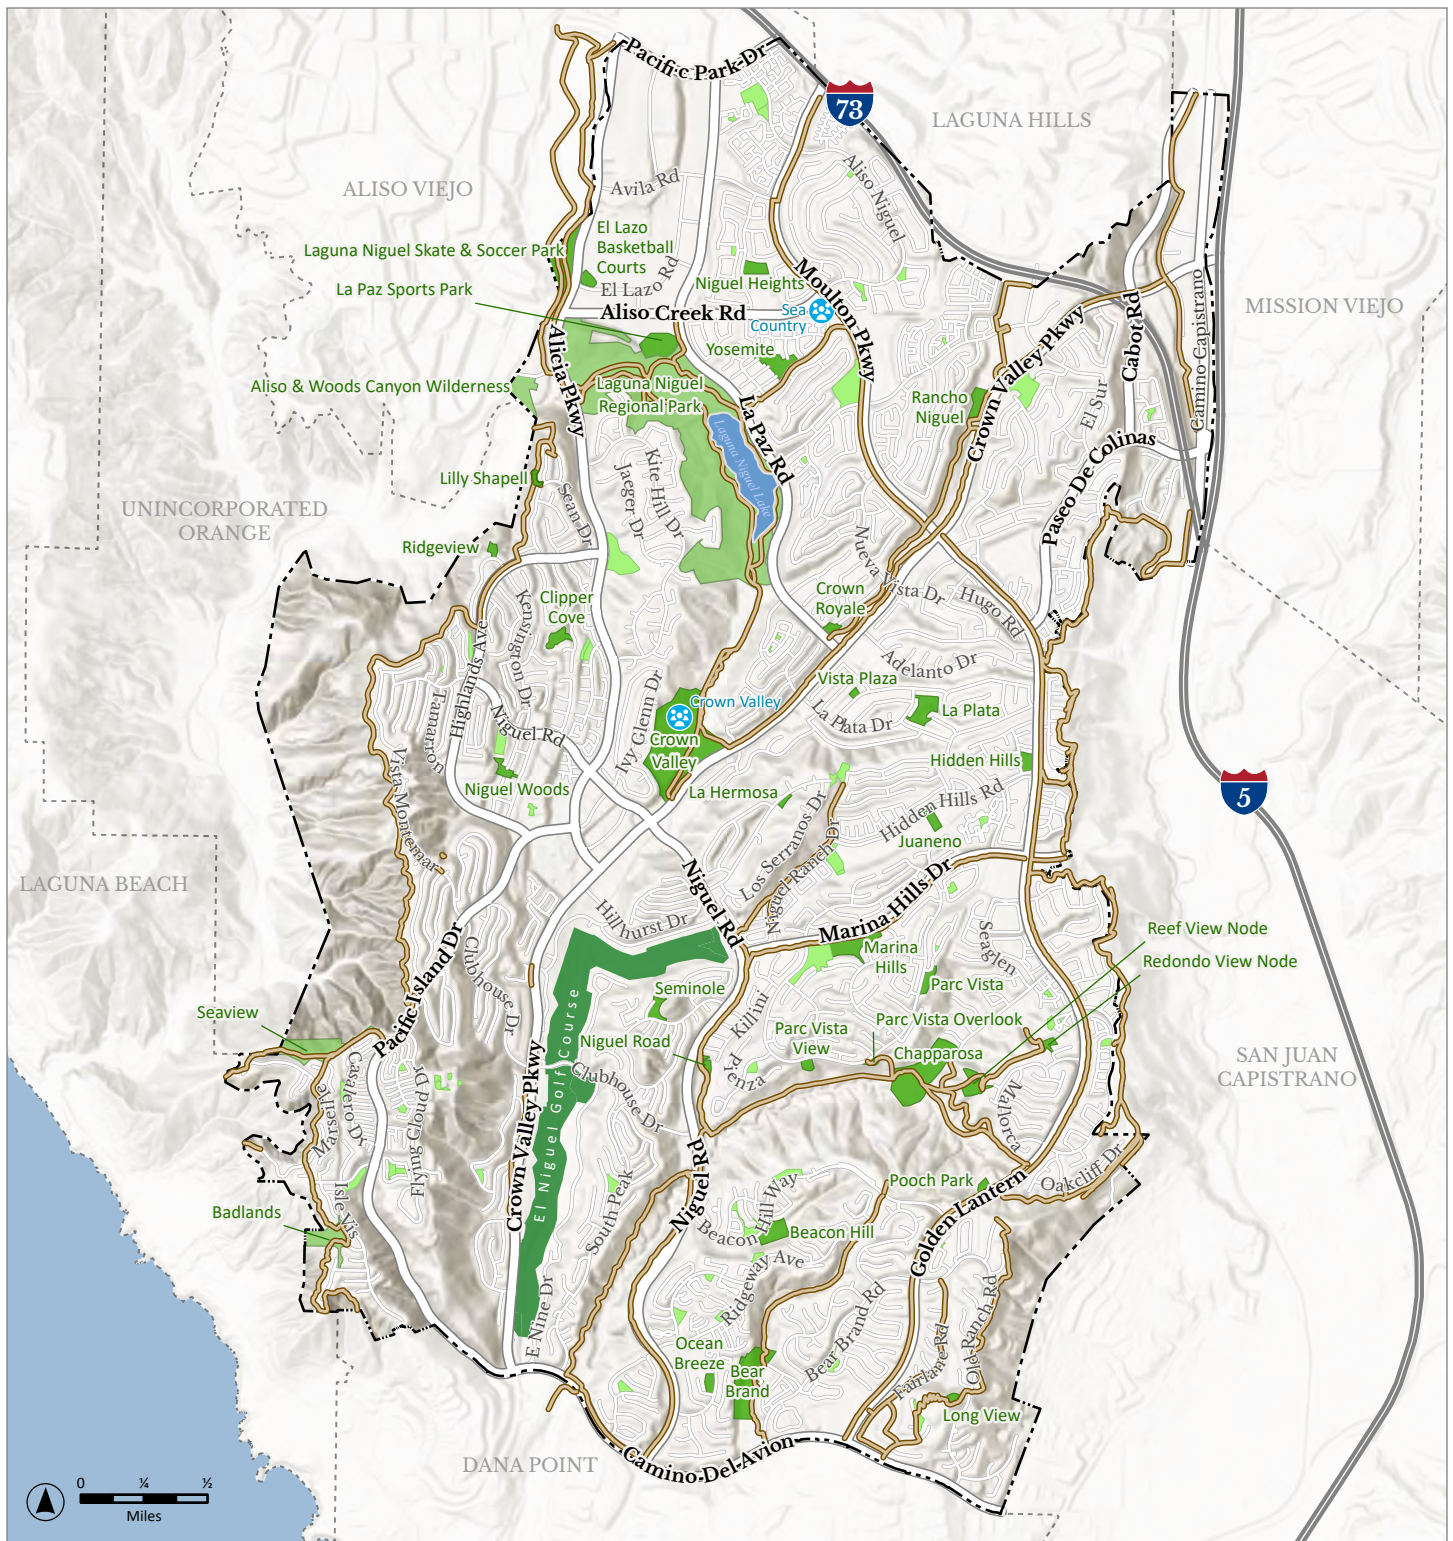 Pacific Park Dr
73
LAGUNA HILLS
ALISO VIEJO
Avila Rd
Aliso Niguel
El Lazo
Basketball
Courts
Laguna Niguel Skate & Soccer Park
El Lazo Rd
Niguel Heights
Moulton Pkwy
La Paz Sports Park
Aliso Creek Rd
Sea
Country
MISSION VIEJO
Camino Capistrano
Cabot Rd
Crown Valley Pkwy
Alicia Pkwy
Yosemite
Aliso & Woods Canyon Wilderness
Laguna Niguel
Regional Park
La Paz Rd
Rancho
Niguel
El Sur
Paseo De Colinas
Laguna Niguel Lake
Kite Hill Dr
Jaeger Dr
Lilly Shapell
Sean Dr
UNINCORPORATED
ORANGE
Ridgeview
Nueva Vista Dr
Hugo Rd
Crown
Royale
Clipper
Cove
Kensington Dr
Highlands Ave
Tamarron
Adelanto Dr
Vista Plaza
La Plata
La Plata Dr
Ivy Glenn Dr
Crown Valley
Crown
Valley
Niguel Rd
Niguel Woods
Vista Montemar
La Hermosa
Hidden Hills
Hidden Hills Rd
5
Juaneno
Los Serranos Dr
Niguel Ranch Dr
LAGUNA BEACH
Niguel Rd
Marina Hills Dr
Hillhurst Dr
Marina
Hills
Seaglen
Reef View Node
Redondo View Node
Pacific Island Dr
Clubhouse Dr
Seminole
Parc Vista
Killini
Parc Vista Overlook
Parc Vista
View
Seaview
Niguel Road
Chapparosa
Pienza
Mallorca
SAN JUAN
CAPISTRANO
El Niguel Golf Course
Clubhouse Dr
Crown Valley Pkwy
Casalero Dr
Marseille
Flying Cloud Dr
Isle Vis
Badlands
South Peak
Niguel Rd
Beacon Hill Way
Beacon Hill
Pooch Park
Oakcliff Dr
Golden Lantern
Ridgeway Ave
E Nine Dr
Ocean
Breeze
Bear
Brand
Bear Brand Rd
Fairlane Rd
Old Ranch Rd
Long View
Camino Del Avion
DANA POINT
0 ¼ ½
Miles